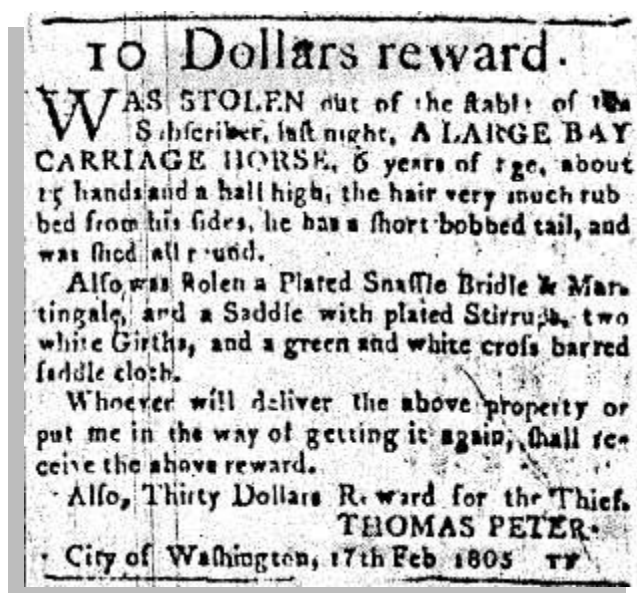 10 Dollars reward.
WAS STOLEN out of the stable of the
Subscriber, last night, A LARGE BAY
CARRIAGE HORSE, 6 years of age, about
15 hands and a half high, the hair very much rub
bed from his sides, he has a short bobbed tail, and
was shod all round.
Also was stolen a Plated Snaffle Bridle & Mar-
tingale, and a Saddle with plated Stirrups, two
white Girths, and a green and white cross barred
saddle cloth.
Whoever will deliver the above property or
put me in the way of getting it again, shall re-
ceive the above reward.
Also, Thirty Dollars Reward for the Thief.
THOMAS PETER.
City of Washington, 17th Feb 1805